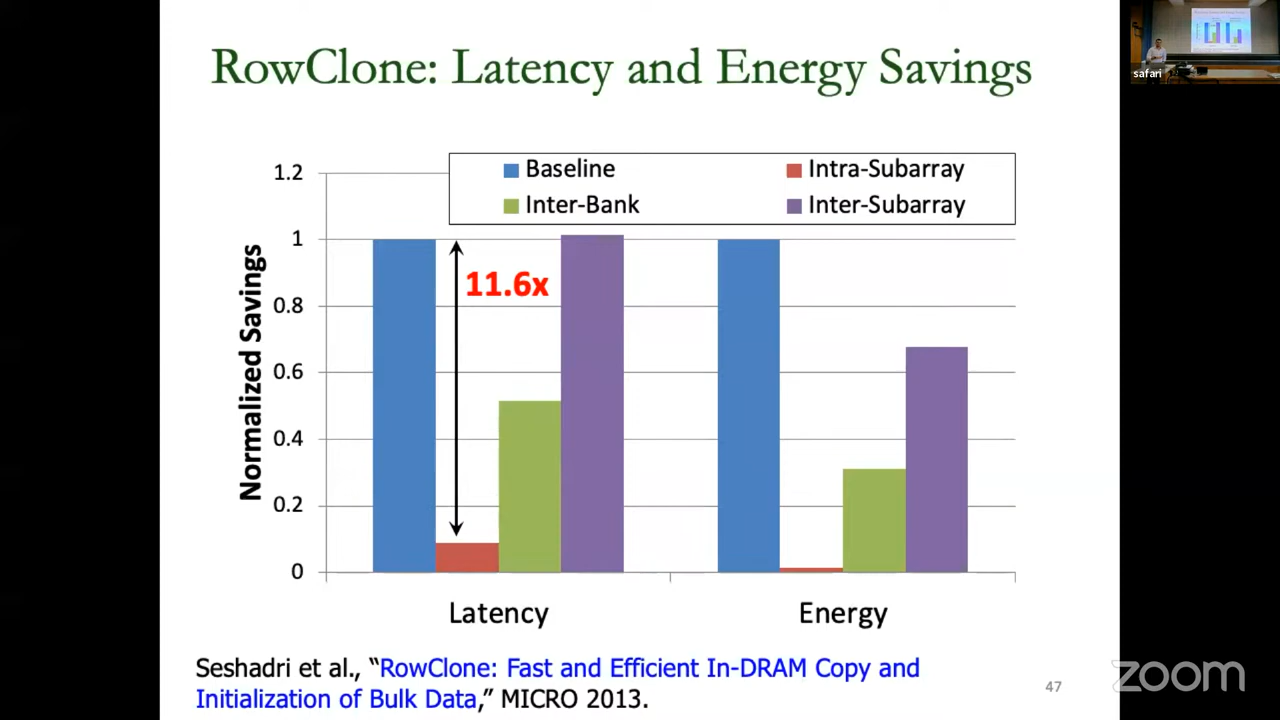 RowClone: Latency and Energy Savings
safari
Baseline
Intra-Subarray
Inter-Bank
Inter-Subarray
Normalized Savings
1.2
1
0.8
0.6
0.4
0.2
0
11.6x
Latency
Energy
Seshadri et al., “RowClone: Fast and Efficient In-DRAM Copy and
Initialization of Bulk Data,” MICRO 2013.
47
zoom